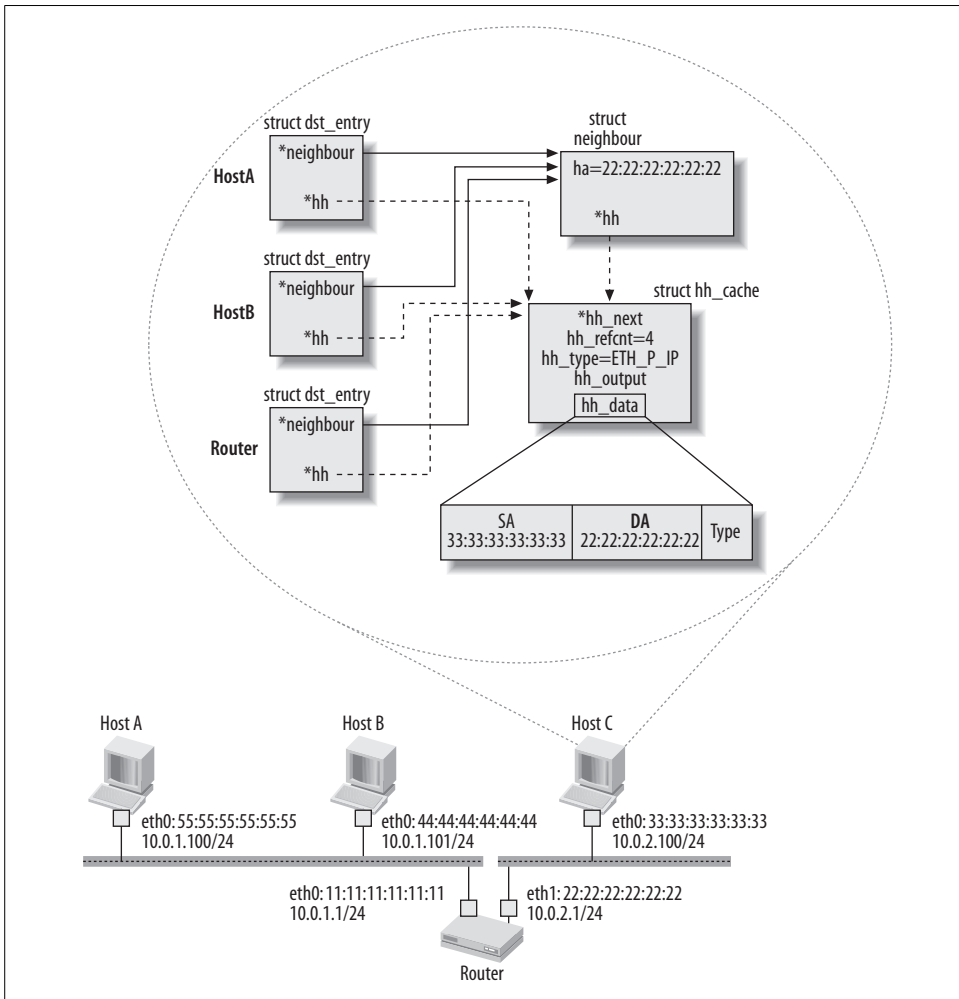 struct
neighbour
struct dst_entry
*neighbour
ha=22:22:22:22:22:22
HostA
*hh
*hh
struct dst_entry
struct hh_cache
*neighbour
*hh_next
HostB
hh_refcnt=4
*hh
hh_type=ETH_P_IP
hh_output
struct dst_entry
hh_data
*neighbour
Router
*hh
SA
33:33:33:33:33:33
DA
22:22:22:22:22:22
Type
Host A
Host B
Host C
eth0: 55:55:55:55:55:55
10.0.1.100/24
eth0: 44:44:44:44:44:44
10.0.1.101/24
eth0: 33:33:33:33:33:33
10.0.2.100/24
eth0: 11:11:11:11:11:11
10.0.1.1/24
eth1: 22:22:22:22:22:22
10.0.2.1/24
Router